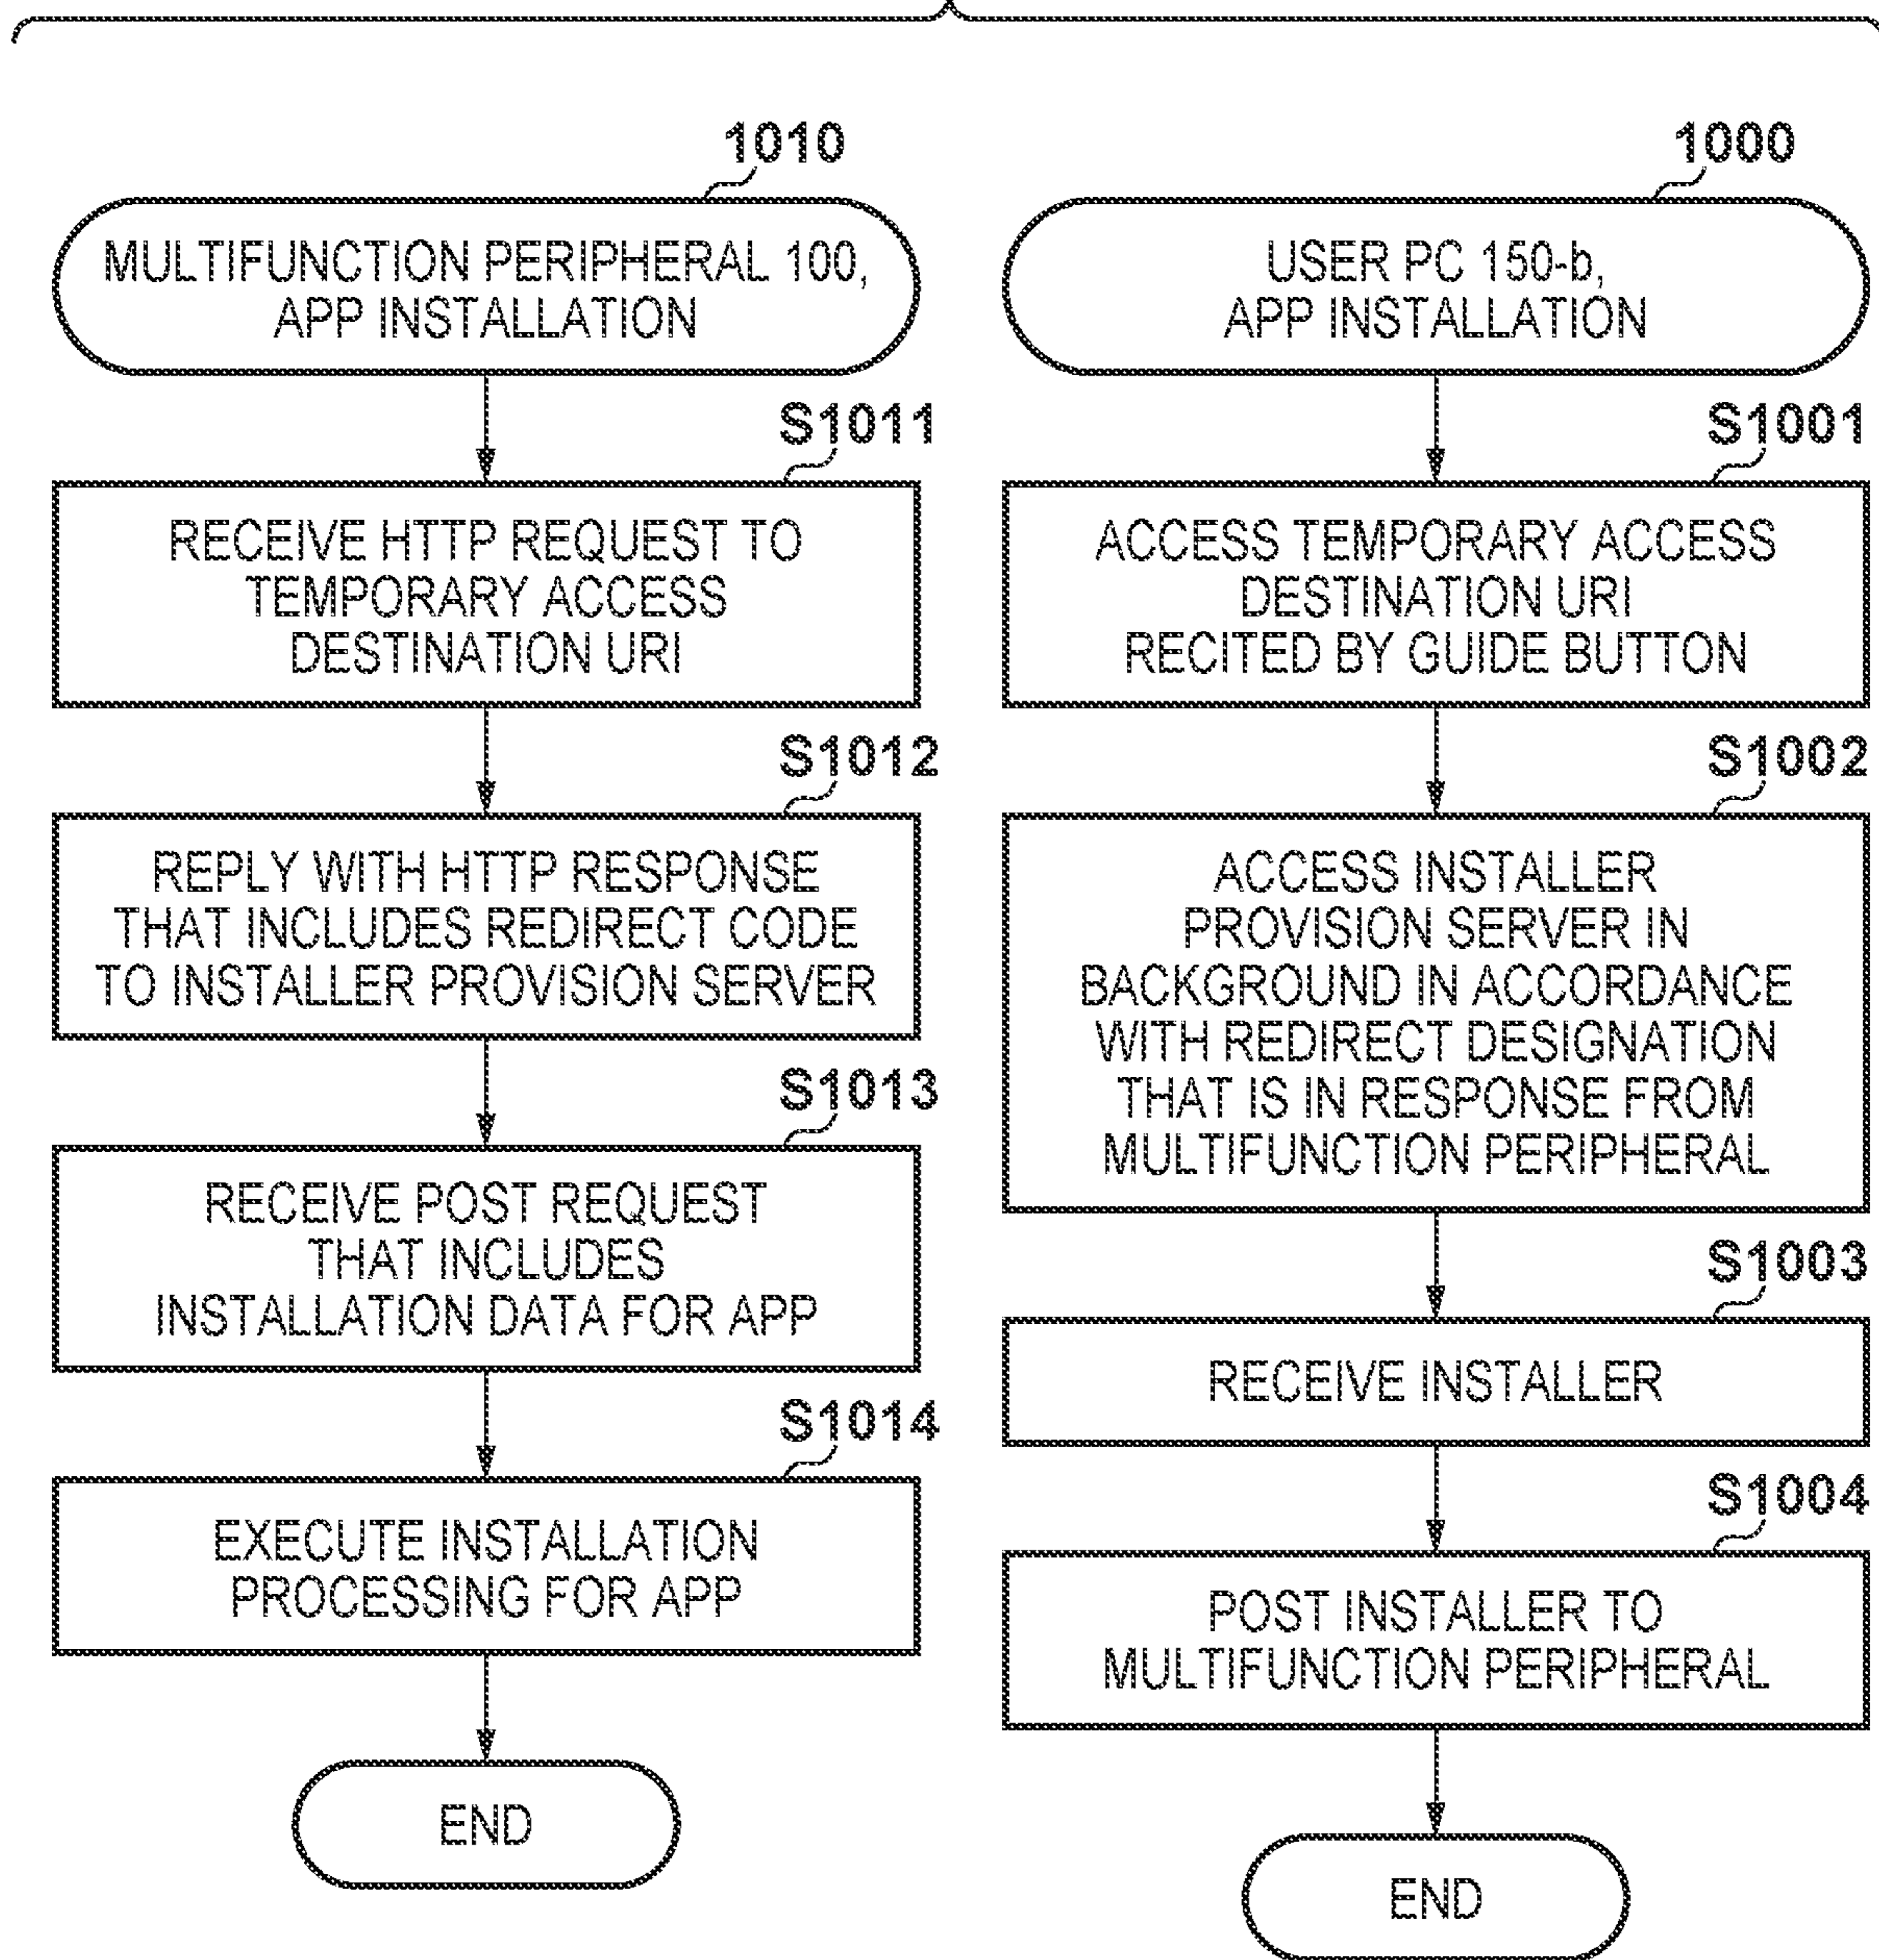 1010
MULTIFUNCTION PERIPHERAL 100,
APP INSTALLATION
S1011
RECEIVE HTTP REQUEST TO
TEMPORARY ACCESS
DESTINATION URI
S1012
REPLY WITH HTTP RESPONSE
THAT INCLUDES REDIRECT CODE
TO INSTALLER PROVISION SERVER
S1013
RECEIVE POST REQUEST
THAT INCLUDES
INSTALLATION DATA FOR APP
S1014
EXECUTE INSTALLATION
PROCESSING FOR APP
END
1000
USER PC 150-b,
APP INSTALLATION
S1001
ACCESS TEMPORARY ACCESS
DESTINATION URI
RECITED BY GUIDE BUTTON
S1002
ACCESS INSTALLER
PROVISION SERVER IN
BACKGROUND IN ACCORDANCE
WITH REDIRECT DESIGNATION
THAT IS IN RESPONSE FROM
MULTIFUNCTION PERIPHERAL
S1003
RECEIVE INSTALLER
S1004
POST INSTALLER TO
MULTIFUNCTION PERIPHERAL
END